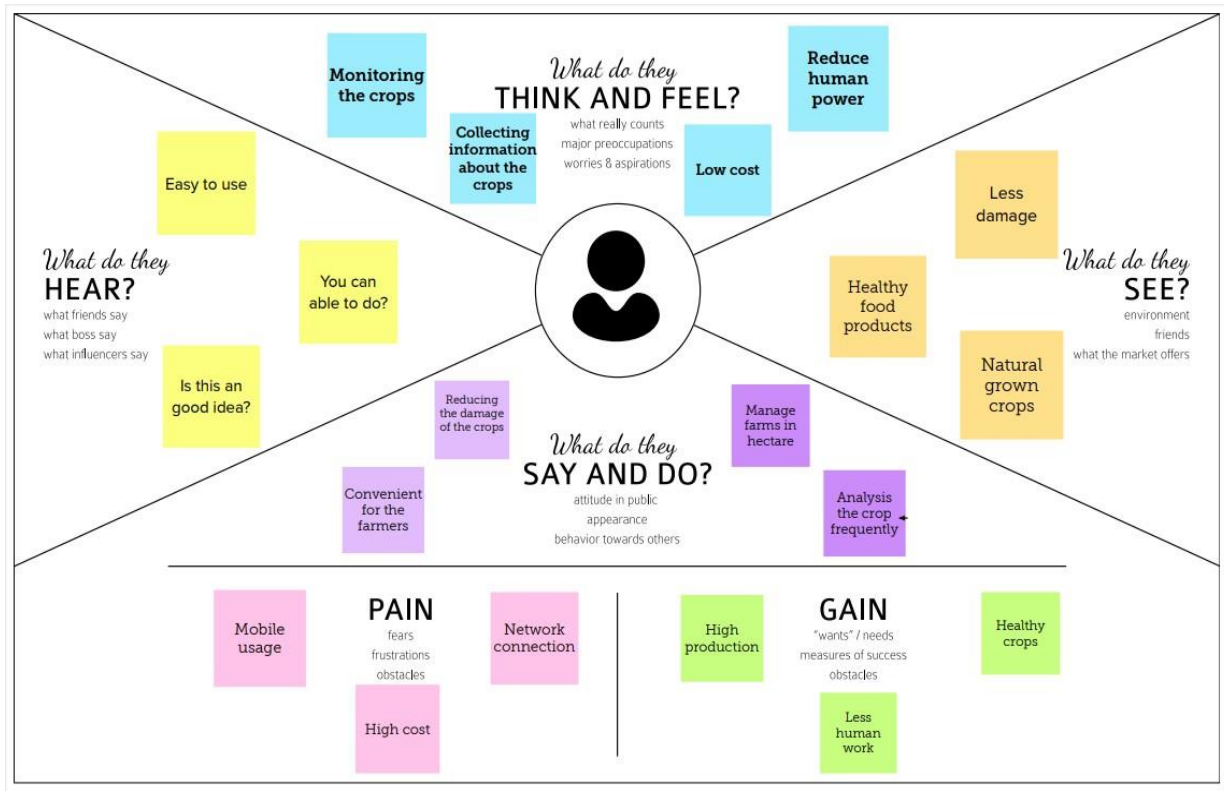 What do they
THINK AND FEEL?
what really counts
major preoccupations
worries & aspirations
Monitoring
the crops
Collecting
information
about the
crops
Low cost
Reduce
human
power
What do they
HEAR?
what friends say
what boss say
what influencers say
Easy to use
You can
able to do?
Is this an
good idea?
What do they
SEE?
environment
friends
what the market offers
Less
damage
Healthy
food
products
Natural
grown
crops
What do they
SAY AND DO?
attitude in public
appearance
behavior towards others
Reducing
the damage
of the crops
Convenient
for the
farmers
Manage
farms in
hectare
Analysis
the crop
frequently
PAIN
fears
frustrations
obstacles
Mobile
usage
Network
connection
High cost
GAIN
"wants" / needs
measures of success
obstacles
High
production
Healthy
crops
Less
human
work